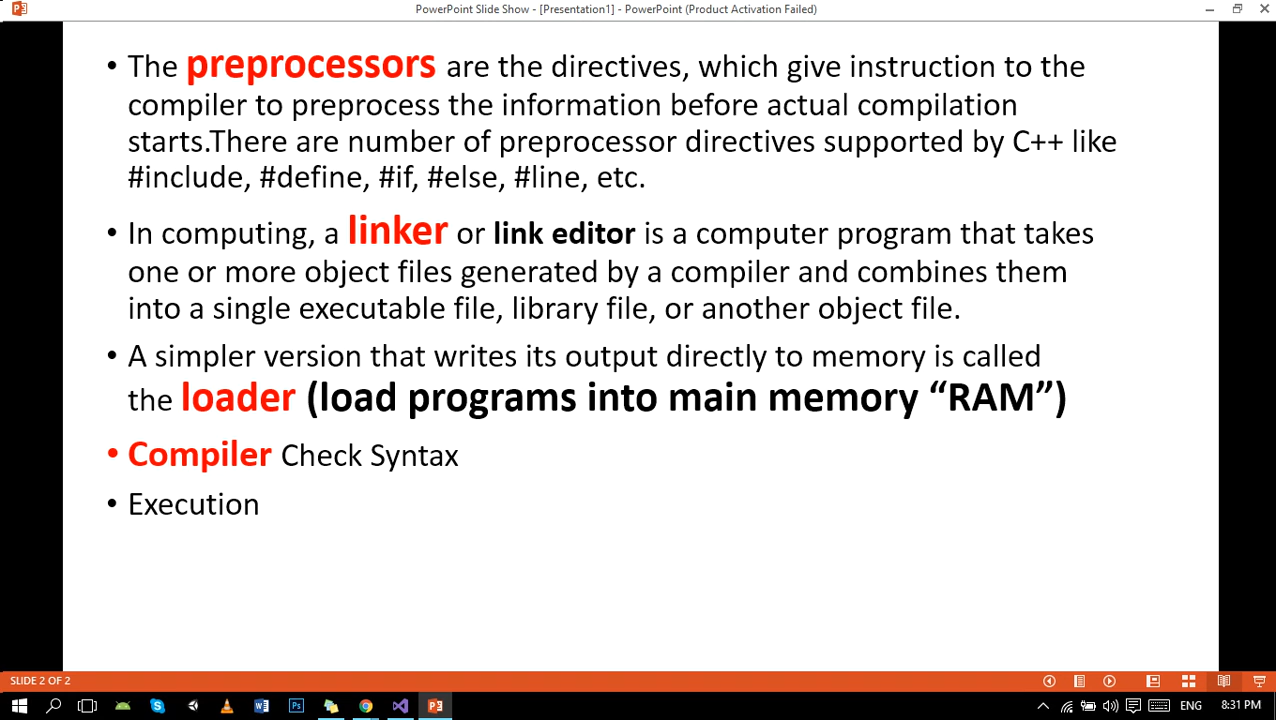 PowerPoint Slide Show - [Presentation1] - PowerPoint (Product Activation Failed)
• The preprocessors are the directives, which give instruction to the
compiler to preprocess the information before actual compilation
starts.There are number of preprocessor directives supported by C++ like
#include, #define, #if, #else, #line, etc.
• In computing, a linker or link editor is a computer program that takes
one or more object files generated by a compiler and combines them
into a single executable file, library file, or another object file.
• A simpler version that writes its output directly to memory is called
the loader (load programs into main memory “RAM”)
• Compiler Check Syntax
• Execution
SLIDE 2 OF 2
ENG 8:31 PM